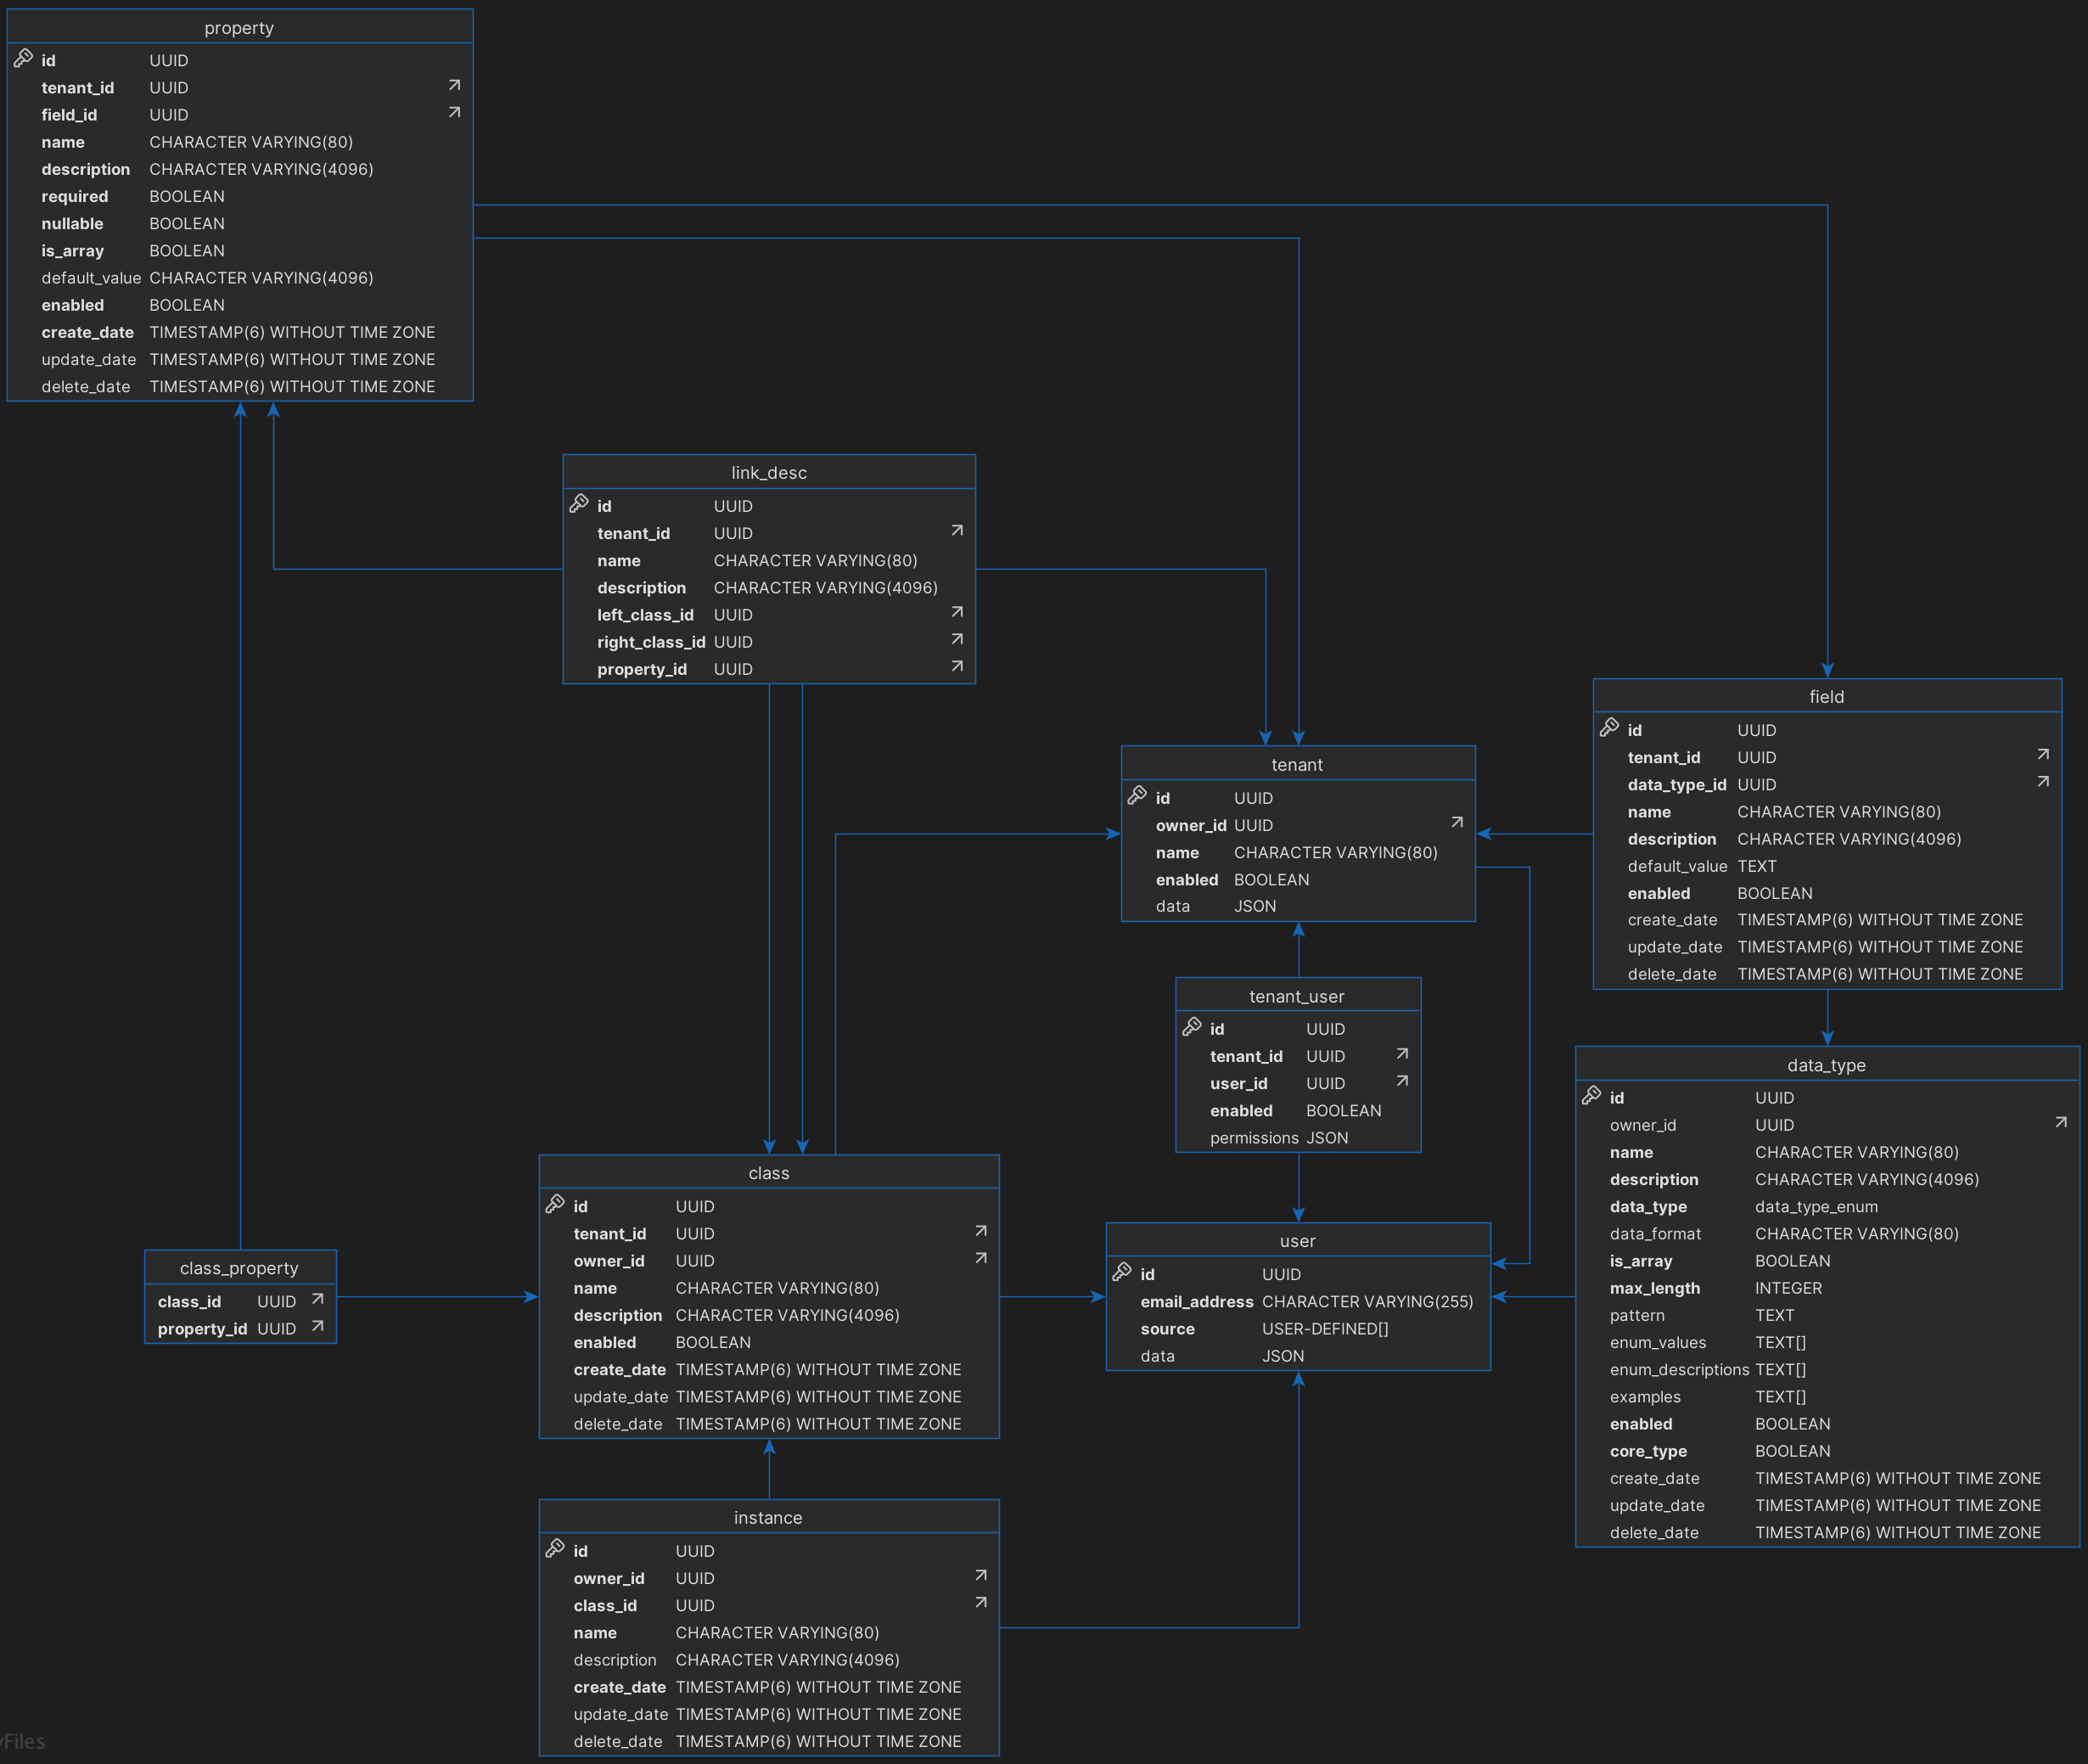 property
id UUID
tenant_id UUID
field_id UUID
name CHARACTER VARYING(80)
description CHARACTER VARYING(4096)
required BOOLEAN
nullable BOOLEAN
is_array BOOLEAN
default_value CHARACTER VARYING(4096)
enabled BOOLEAN
create_date TIMESTAMP(6) WITHOUT TIME ZONE
update_date TIMESTAMP(6) WITHOUT TIME ZONE
delete_date TIMESTAMP(6) WITHOUT TIME ZONE
link_desc
id UUID
tenant_id UUID
name CHARACTER VARYING(80)
description CHARACTER VARYING(4096)
left_class_id UUID
right_class_id UUID
property_id UUID
field
id UUID
tenant_id UUID
data_type_id UUID
name CHARACTER VARYING(80)
description CHARACTER VARYING(4096)
default_value TEXT
enabled BOOLEAN
create_date TIMESTAMP(6) WITHOUT TIME ZONE
update_date TIMESTAMP(6) WITHOUT TIME ZONE
delete_date TIMESTAMP(6) WITHOUT TIME ZONE
tenant
id UUID
owner_id UUID
name CHARACTER VARYING(80)
enabled BOOLEAN
data JSON
tenant_user
id UUID
tenant_id UUID
user_id UUID
enabled BOOLEAN
permissions JSON
data_type
id UUID
owner_id UUID
name CHARACTER VARYING(80)
description CHARACTER VARYING(4096)
data_type data_type_enum
data_format CHARACTER VARYING(80)
is_array BOOLEAN
max_length INTEGER
pattern TEXT
enum_values TEXT[]
enum_descriptions TEXT[]
examples TEXT[]
enabled BOOLEAN
core_type BOOLEAN
create_date TIMESTAMP(6) WITHOUT TIME ZONE
update_date TIMESTAMP(6) WITHOUT TIME ZONE
delete_date TIMESTAMP(6) WITHOUT TIME ZONE
class
id UUID
tenant_id UUID
owner_id UUID
name CHARACTER VARYING(80)
description CHARACTER VARYING(4096)
enabled BOOLEAN
create_date TIMESTAMP(6) WITHOUT TIME ZONE
update_date TIMESTAMP(6) WITHOUT TIME ZONE
delete_date TIMESTAMP(6) WITHOUT TIME ZONE
user
id UUID
email_address CHARACTER VARYING(255)
source USER-DEFINED[]
data JSON
class_property
class_id UUID
property_id UUID
instance
id UUID
owner_id UUID
class_id UUID
name CHARACTER VARYING(80)
description CHARACTER VARYING(4096)
create_date TIMESTAMP(6) WITHOUT TIME ZONE
update_date TIMESTAMP(6) WITHOUT TIME ZONE
delete_date TIMESTAMP(6) WITHOUT TIME ZONE